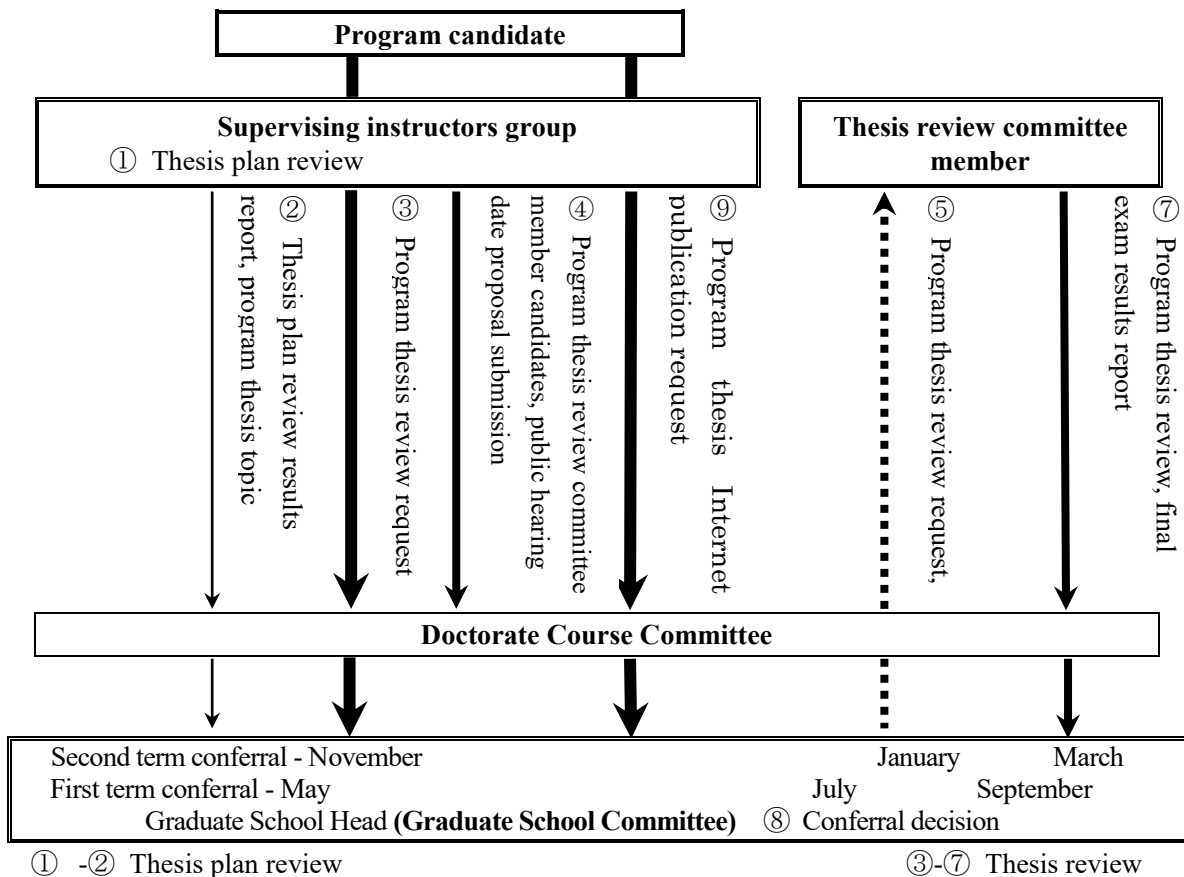 Program candidate
Supervising instructors group
① Thesis plan review
Thesis review committee
member
② Thesis plan review results
report, program thesis topic
③ Program thesis review request
④ Program thesis review committee
member candidates, public hearing
date proposal submission
⑨ Program thesis Internet
publication request
⑤ Program thesis review request,
⑦ Program thesis review, final
exam results report
Doctorate Course Committee
Second term conferral - November January March
First term conferral - May July September
Graduate School Head (Graduate School Committee) ⑧ Conferral decision
① -② Thesis plan review ③-⑦ Thesis review